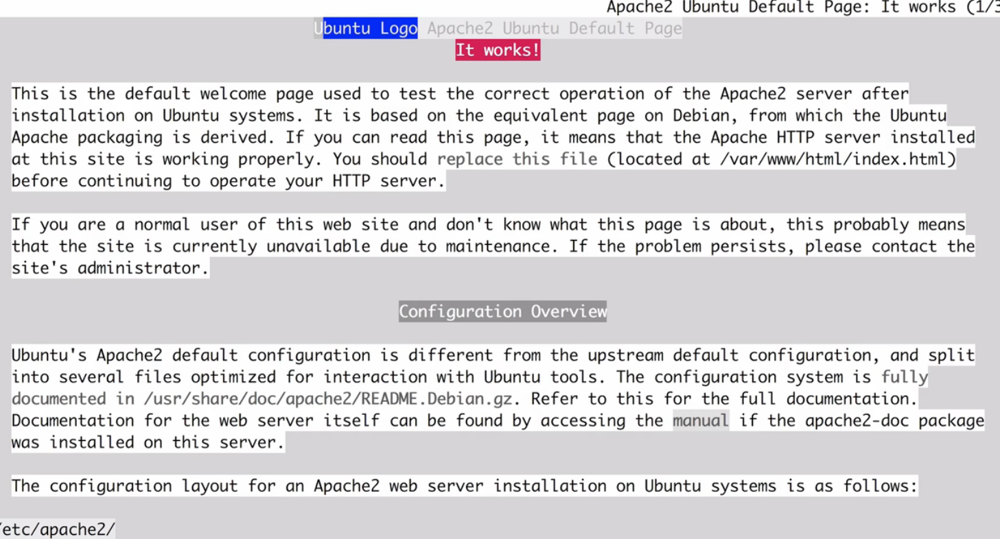 Apache2 Ubuntu Default Page: It works (1/3
Ubuntu Logo Apache2 Ubuntu Default Page
It works!
This is the default welcome page used to test the correct operation of the Apache2 server after
installation on Ubuntu systems. It is based on the equivalent page on Debian, from which the Ubuntu
Apache packaging is derived. If you can read this page, it means that the Apache HTTP server installed
at this site is working properly. You should replace this file (located at /var/www/html/index.html)
before continuing to operate your HTTP server.
If you are a normal user of this web site and don't know what this page is about, this probably means
that the site is currently unavailable due to maintenance. If the problem persists, please contact the
site's administrator.
Configuration Overview
Ubuntu's Apache2 default configuration is different from the upstream default configuration, and split
into several files optimized for interaction with Ubuntu tools. The configuration system is fully
documented in /usr/share/doc/apache2/README.Debian.gz. Refer to this for the full documentation.
Documentation for the web server itself can be found by accessing the manual if the apache2-doc package
was installed on this server.
The configuration layout for an Apache2 web server installation on Ubuntu systems is as follows:
/etc/apache2/